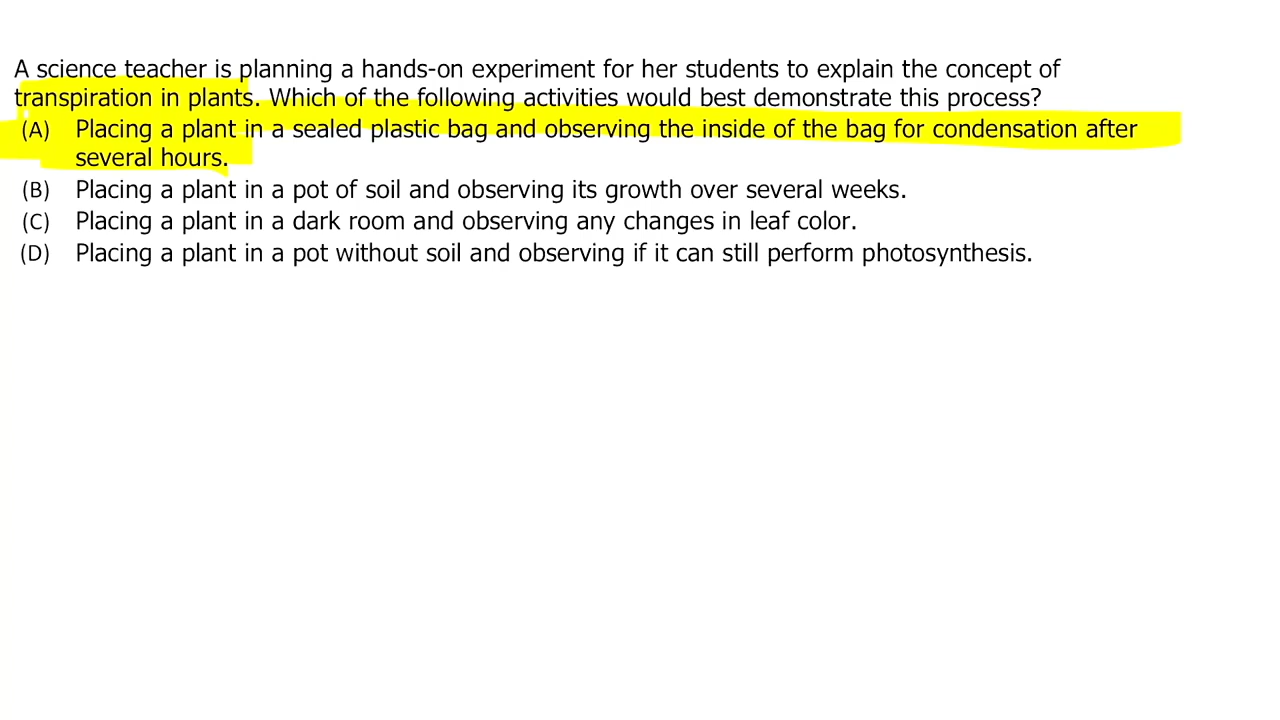 A science teacher is planning a hands-on experiment for her students to explain the concept of
transpiration in plants. Which of the following activities would best demonstrate this process?
(A) Placing a plant in a sealed plastic bag and observing the inside of the bag for condensation after
several hours.
(B) Placing a plant in a pot of soil and observing its growth over several weeks.
(C) Placing a plant in a dark room and observing any changes in leaf color.
(D) Placing a plant in a pot without soil and observing if it can still perform photosynthesis.